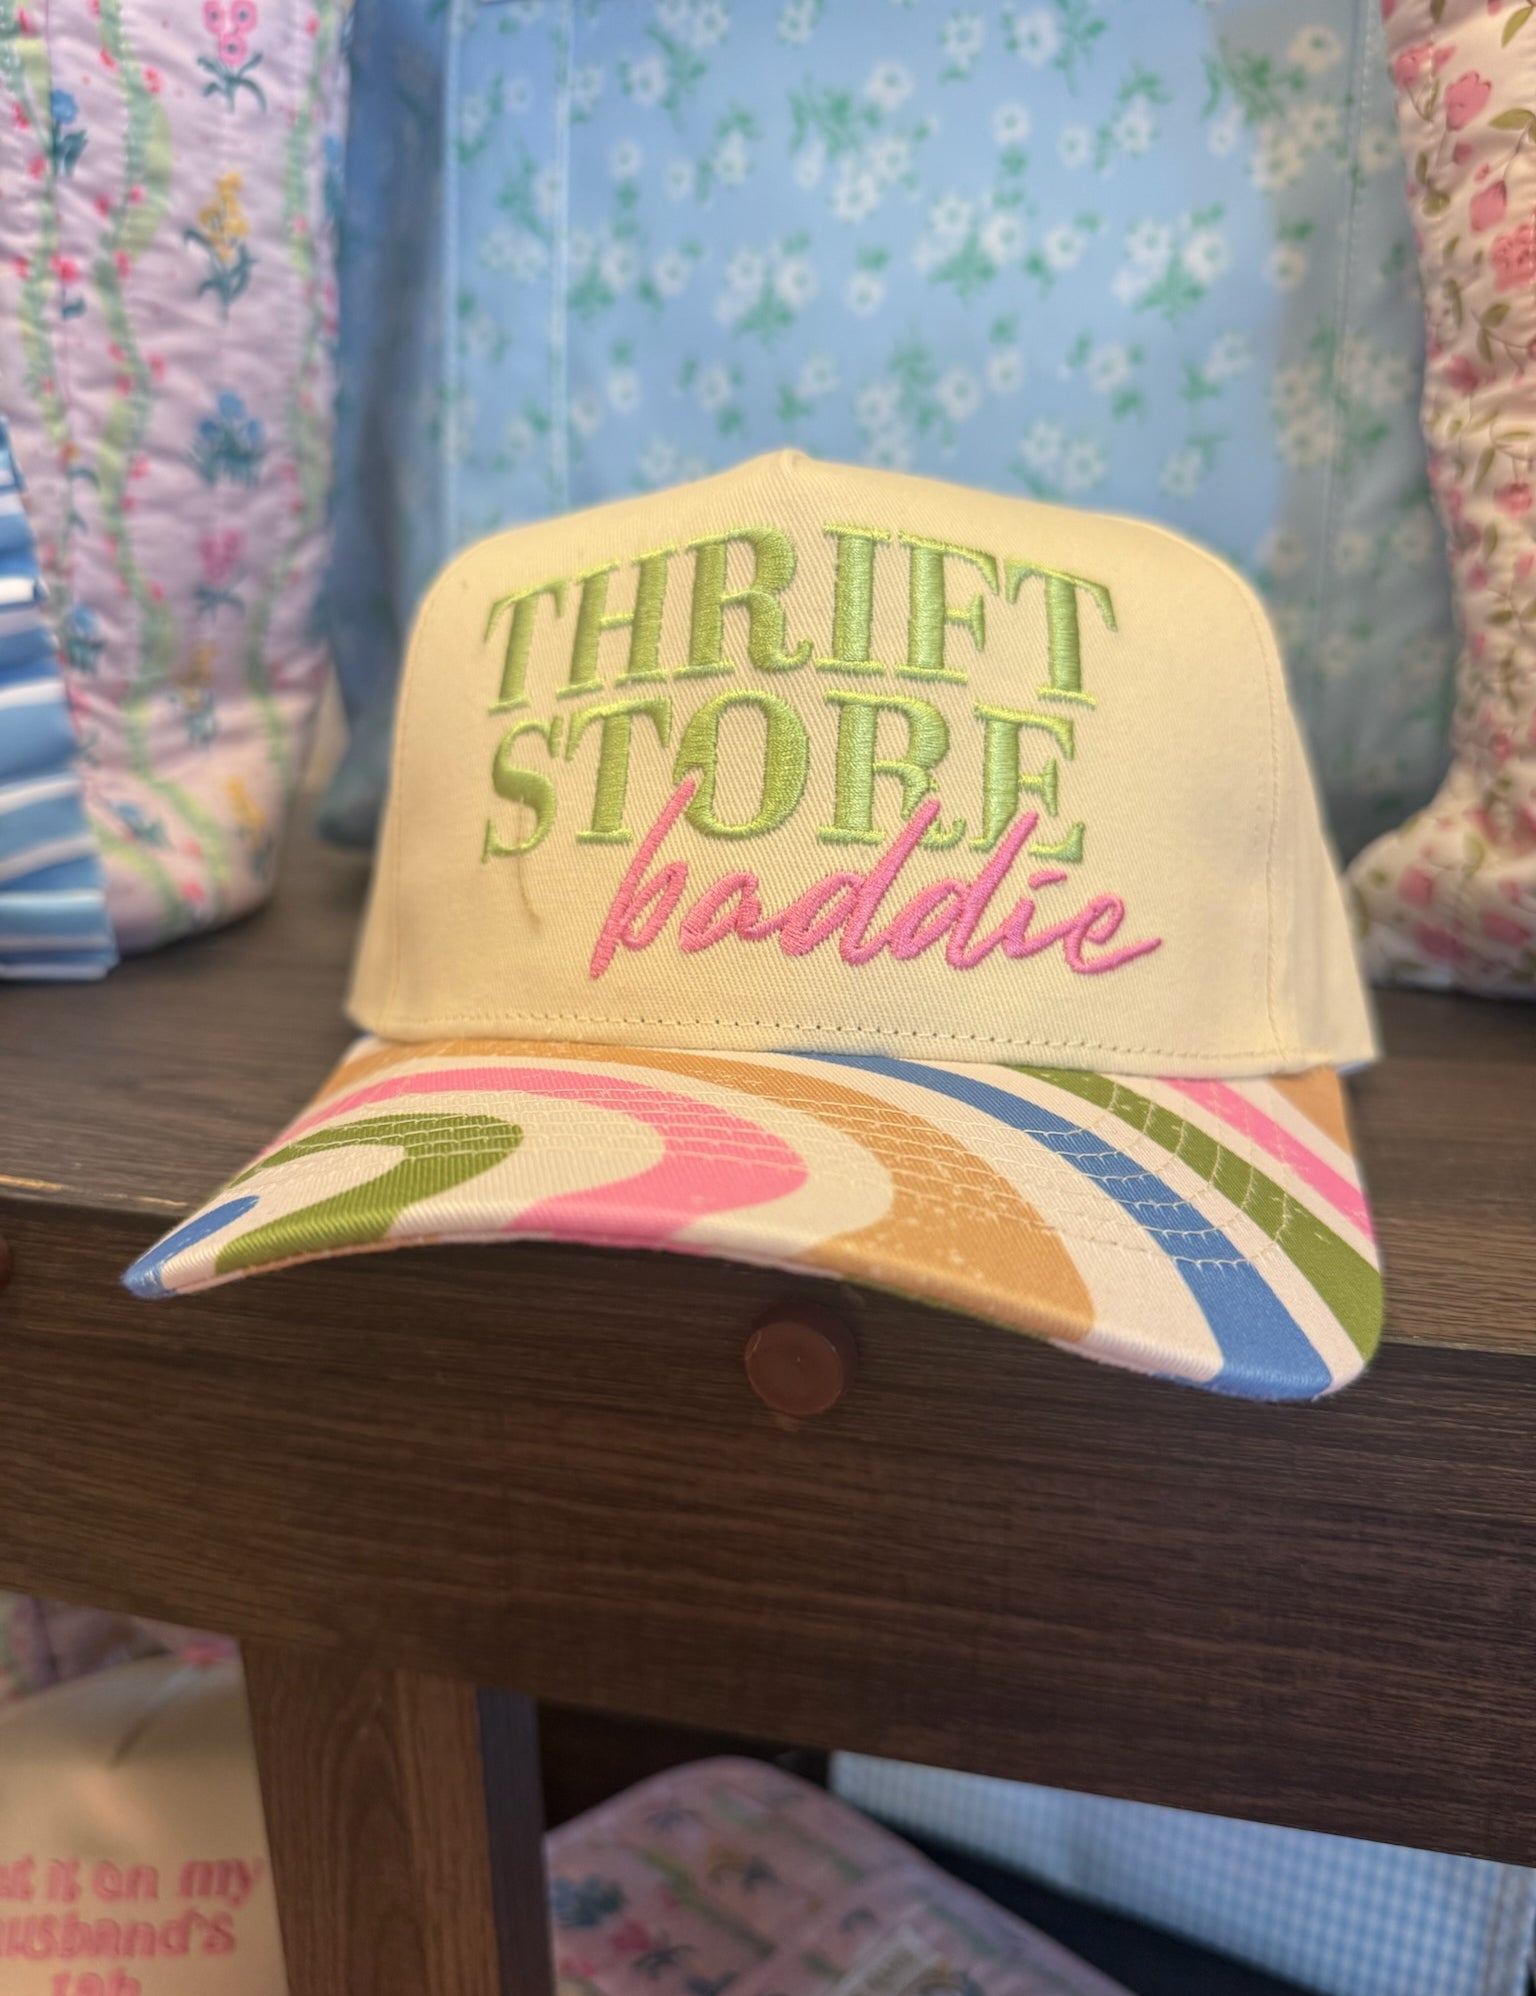 THRIFT
STORE
baddie
it on my
husband's
tab